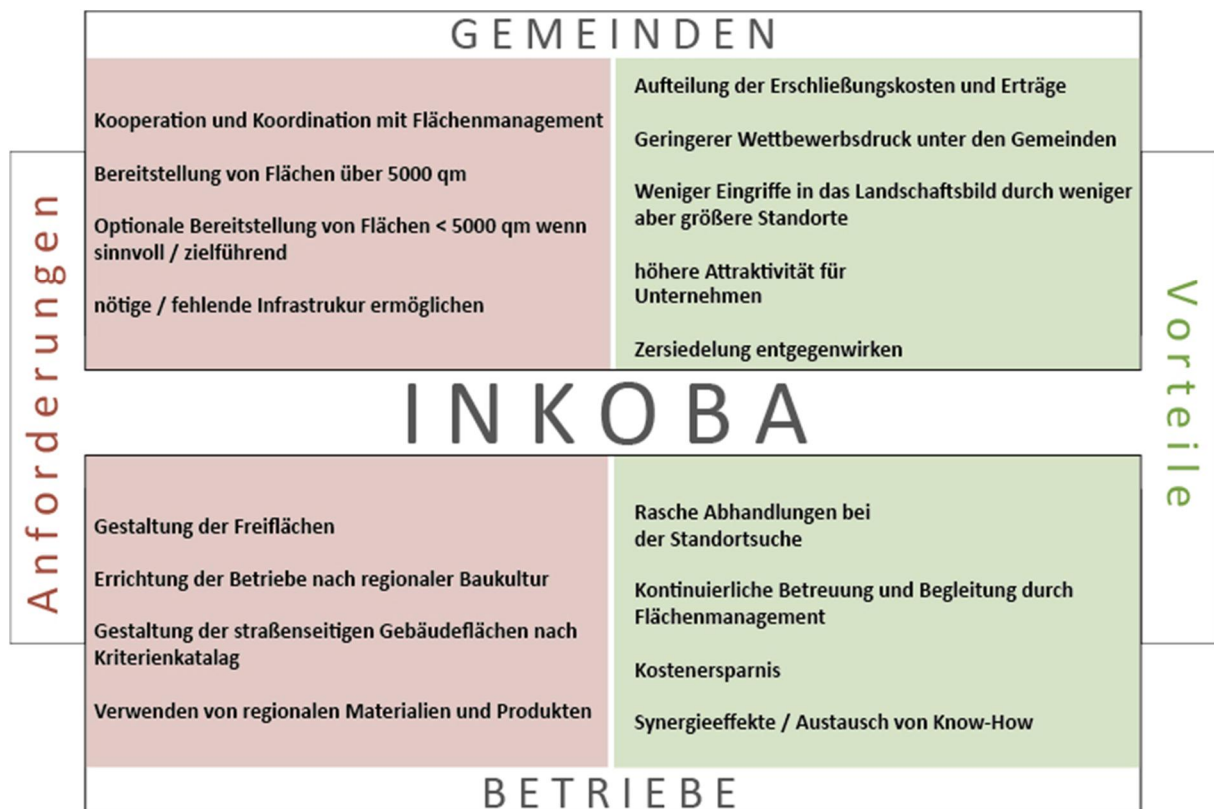 GEMEINDEN
Anforderungen
Kooperation und Koordination mit Flächenmanagement
Bereitstellung von Flächen über 5000 qm
Optionale Bereitstellung von Flächen < 5000 qm wenn
sinnvoll / zielführend
nötige / fehlende Infrastrukur ermöglichen
Aufteilung der Erschließungskosten und Erträge
Geringerer Wettbewerbsdruck unter den Gemeinden
Weniger Eingriffe in das Landschaftsbild durch weniger
aber größere Standorte
höhere Attraktivität für
Unternehmen
Zersiedelung entgegenwirken
Vorteile
INKOBA
Gestaltung der Freiflächen
Errichtung der Betriebe nach regionaler Baukultur
Gestaltung der straßenseitigen Gebäudeflächen nach
Kriterienkatalag
Verwenden von regionalen Materialien und Produkten
Rasche Abhandlungen bei
der Standortsuche
Kontinuierliche Betreuung und Begleitung durch
Flächenmanagement
Kostenersparnis
Synergieeffekte / Austausch von Know-How
BETRIEBE